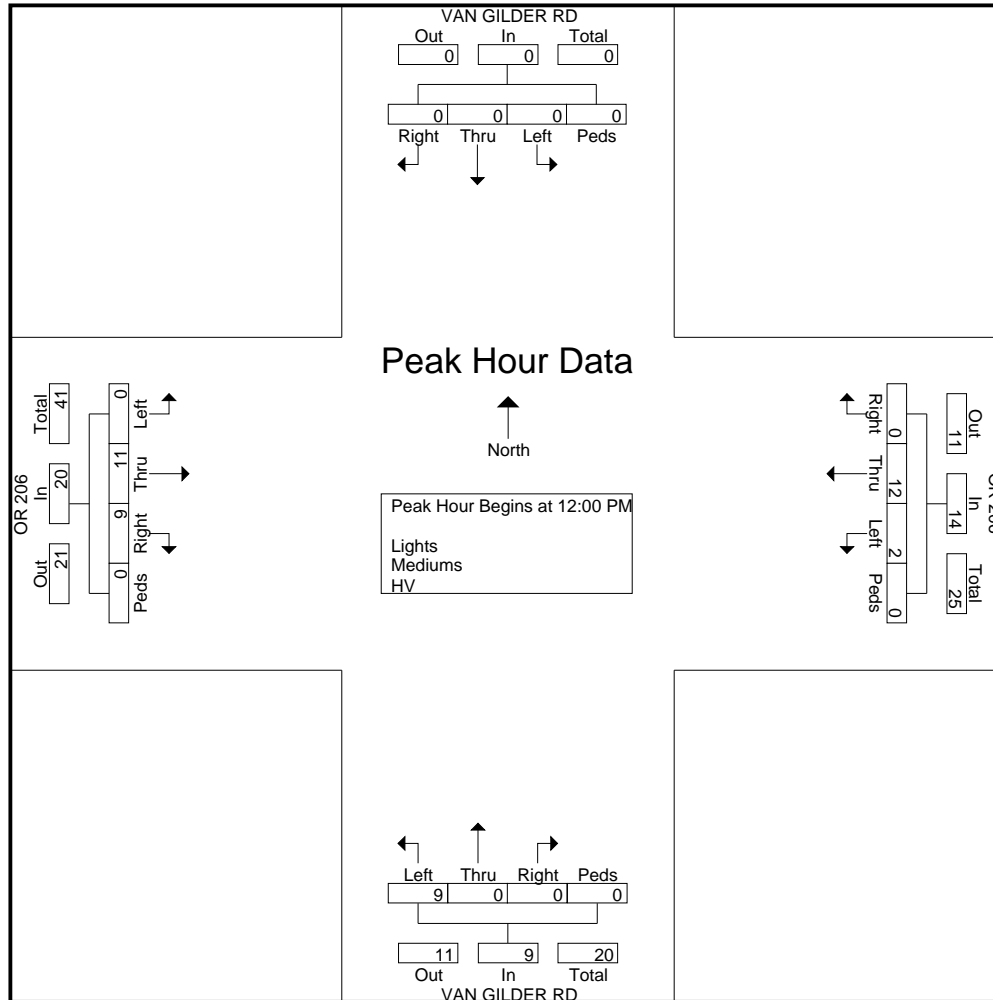 VAN GILDER RD
Out In Total
0 0 0
0 0 0 0
Right Thru Left Peds
Peak Hour Data
North
Peak Hour Begins at 12:00 PM
Lights
Mediums
HV
OR 206
Out In Total
21 20 41
0 11 9 0
Left Thru Right Peds
Out In Total
11 14 25
0 12 2 0
Right Thru Left Peds
Left Thru Right Peds
9 0 0 0
11 9 20
Out In Total
VAN GILDER RD